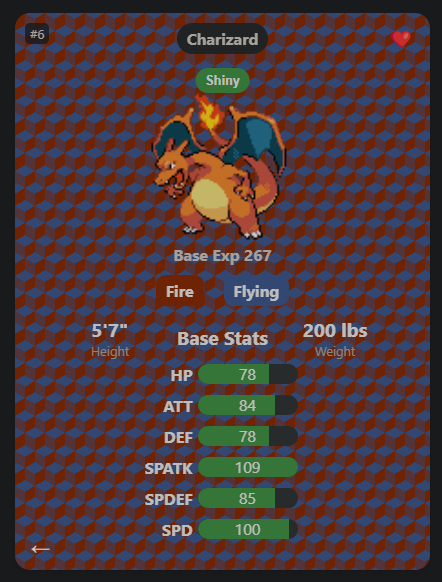 #6
Charizard
Shiny
Base Exp 267
Fire Flying
5'7" 200 lbs
Height Base Stats Weight
HP 78
ATT 84
DEF 78
SPATK 109
SPDEF 85
SPD 100
←